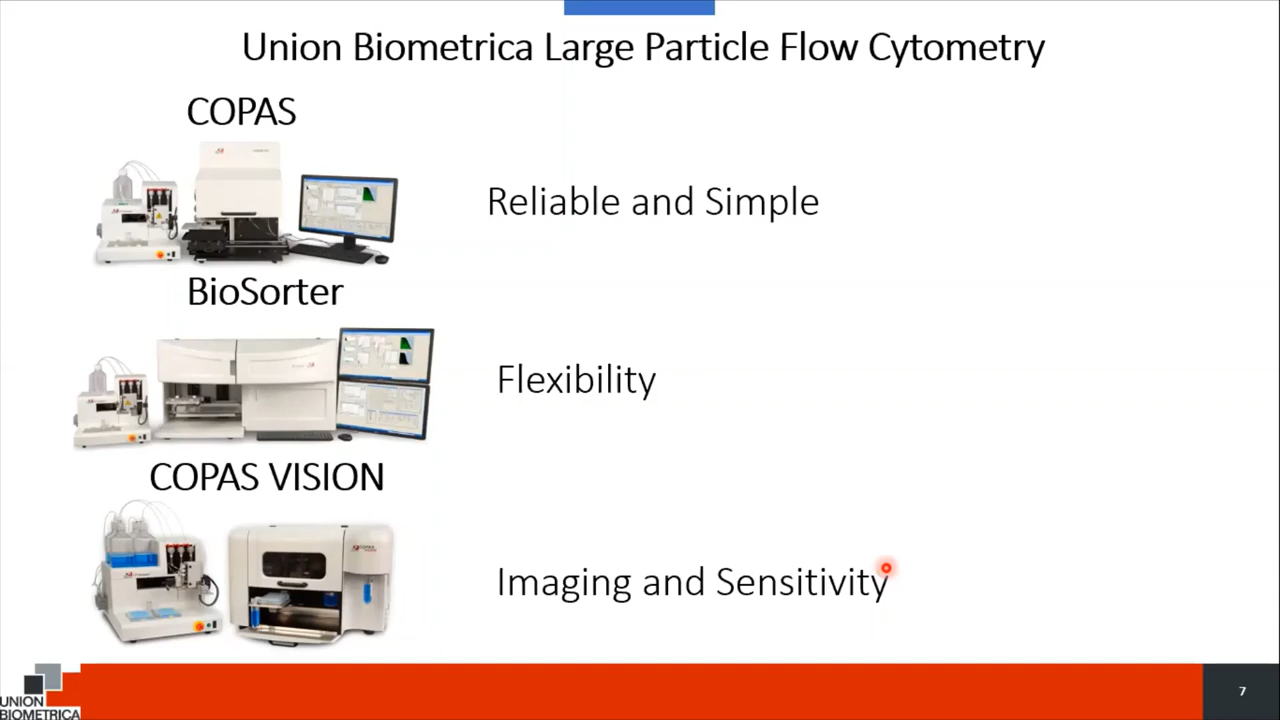 Union Biometrica Large Particle Flow Cytometry
COPAS
Reliable and Simple
BioSorter
Flexibility
COPAS VISION
Imaging and Sensitivity
UNION
BIOMETRICA
7